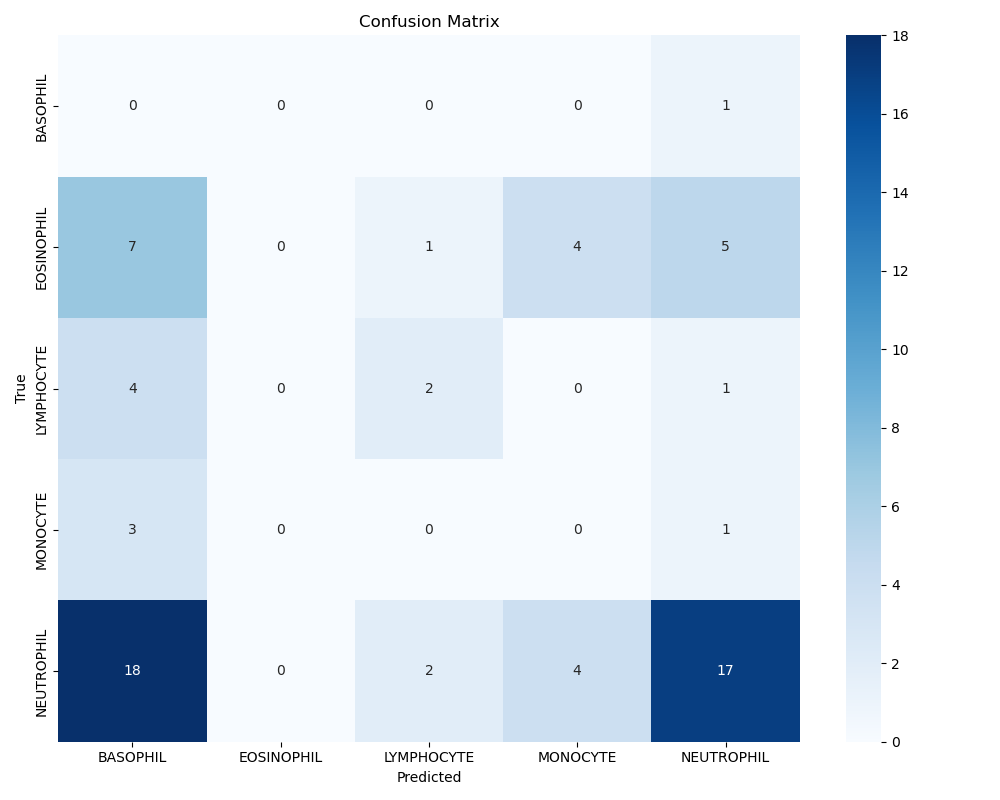 Confusion Matrix
True
BASOPHIL
0 0 0 0 1
EOSINOPHIL
7 0 1 4 5
LYMPHOCYTE
4 0 2 0 1
MONOCYTE
3 0 0 0 1
NEUTROPHIL
18 0 2 4 17
BASOPHIL EOSINOPHIL LYMPHOCYTE MONOCYTE NEUTROPHIL
Predicted
18
16
14
12
10
8
6
4
2
0